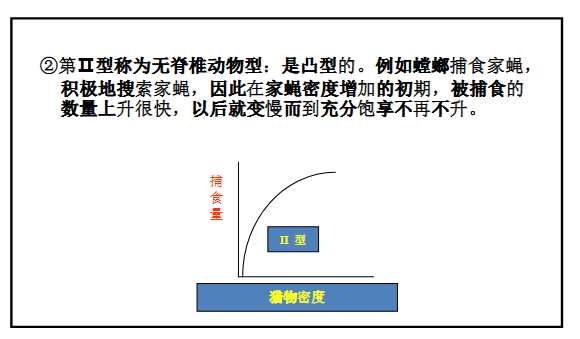 ②第Ⅱ型称为无脊椎动物型：是凸型的。例如螳螂捕食家蝇，
积极地搜索家蝇，因此在家蝇密度增加的初期，被捕食的
数量上升很快，以后就变慢而到充分饱享不再不升。
捕
食
量
Ⅱ 型
猎物密度